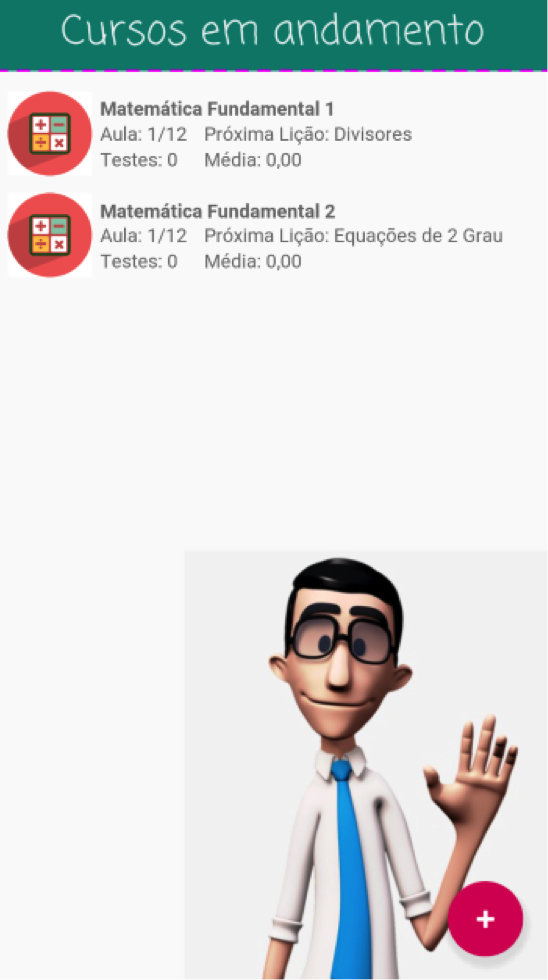 Cursos em andamento
Matemática Fundamental 1
Aula: 1/12 Próxima Lição: Divisores
Testes: 0 Média: 0,00
Matemática Fundamental 2
Aula: 1/12 Próxima Lição: Equações de 2 Grau
Testes: 0 Média: 0,00